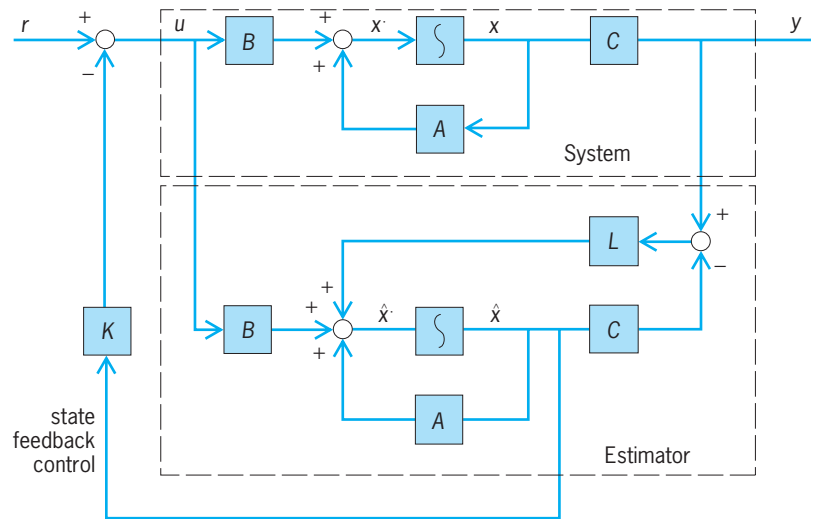 r + − u B + + x· ∫ x C y
A
System
+ − L
B + + + x̂· ∫ x̂ C
K
A
state
feedback
control
Estimator